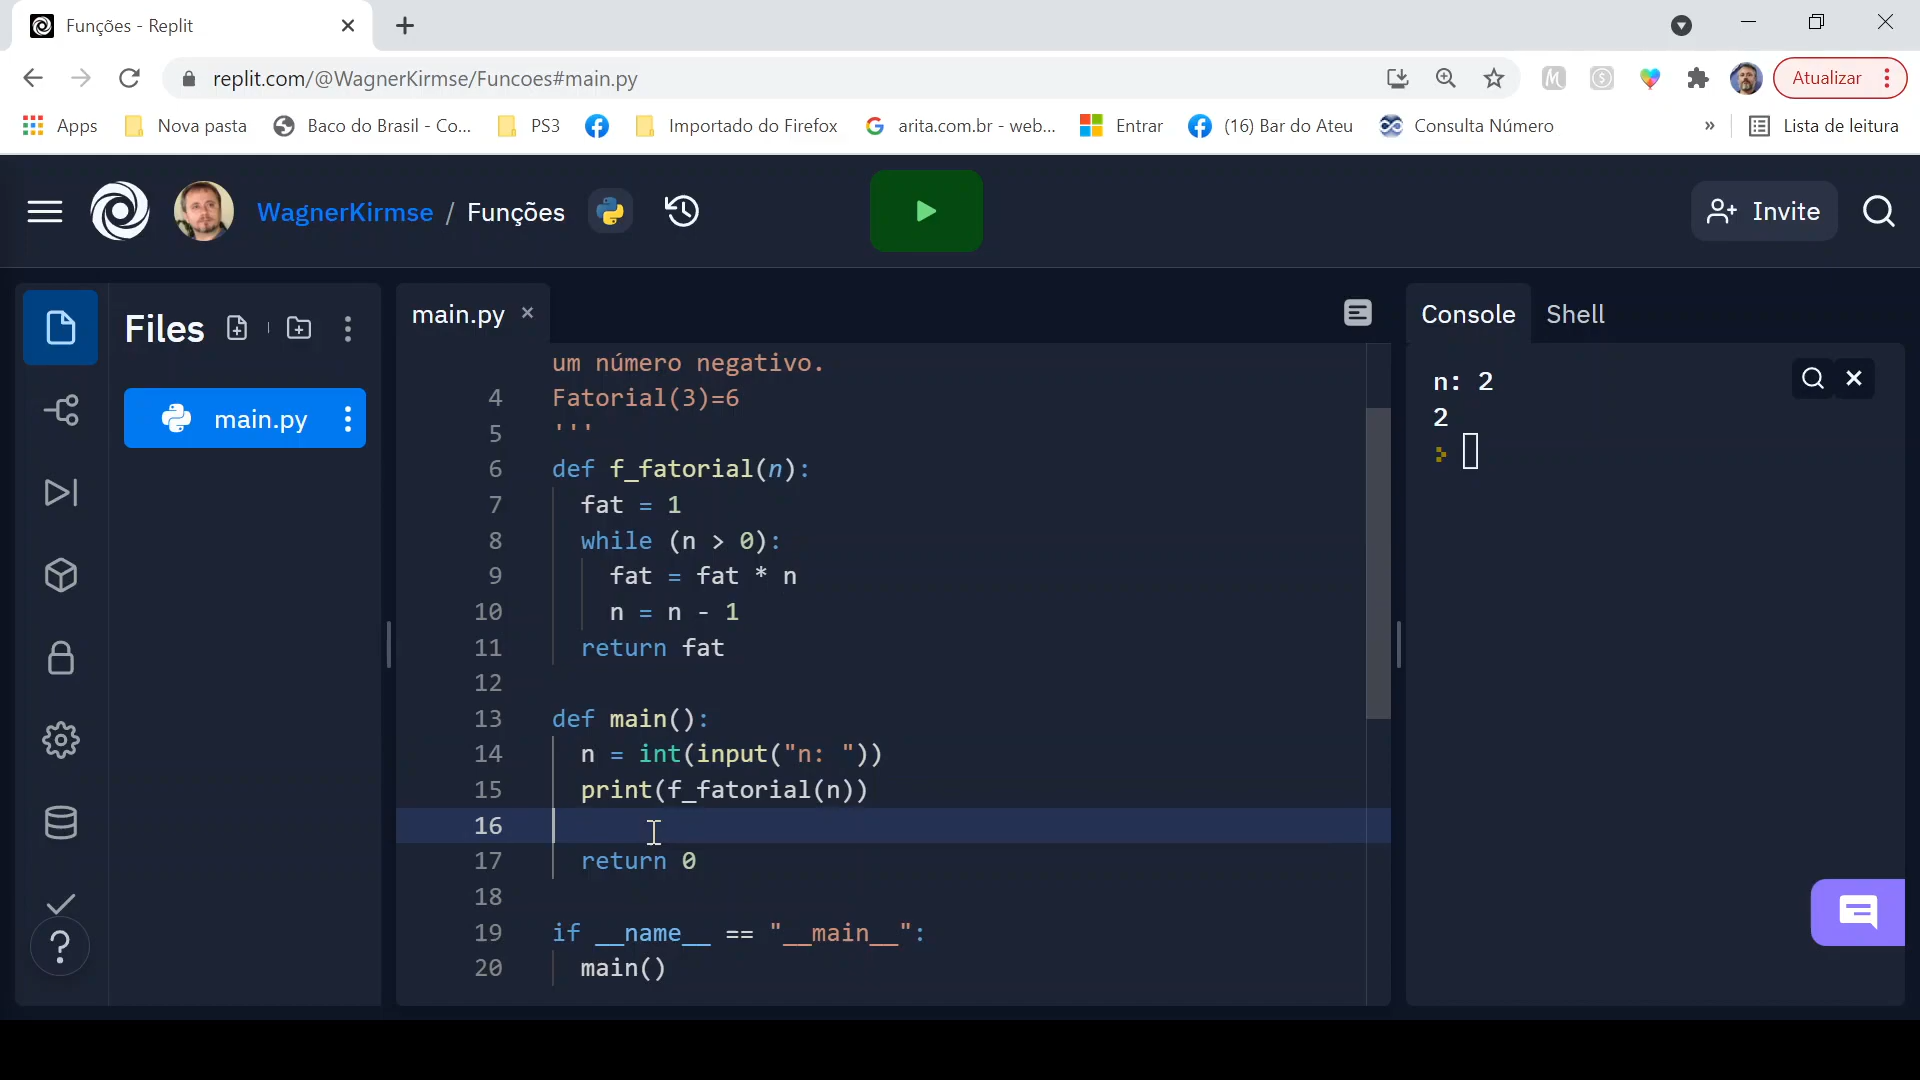 Funções - Replit
replit.com/@WagnerKirmse/Funcoes#main.py
Atualizar
Apps
Nova pasta
Baco do Brasil - Co...
PS3
Importado do Firefox
arita.com.br - web...
Entrar
(16) Bar do Ateu
Consulta Número
»
Lista de leitura
WagnerKirmse / Funções
Invite
Files
main.py
main.py
um número negativo.
4 Fatorial(3)=6
5 '''
6 def f_fatorial(n):
7 fat = 1
8 while (n > 0):
9 fat = fat * n
10 n = n - 1
11 return fat
12
13 def main():
14 n = int(input("n: "))
15 print(f_fatorial(n))
16
17 return 0
18
19 if __name__ == "__main__":
20 main()
Console
Shell
n: 2
2